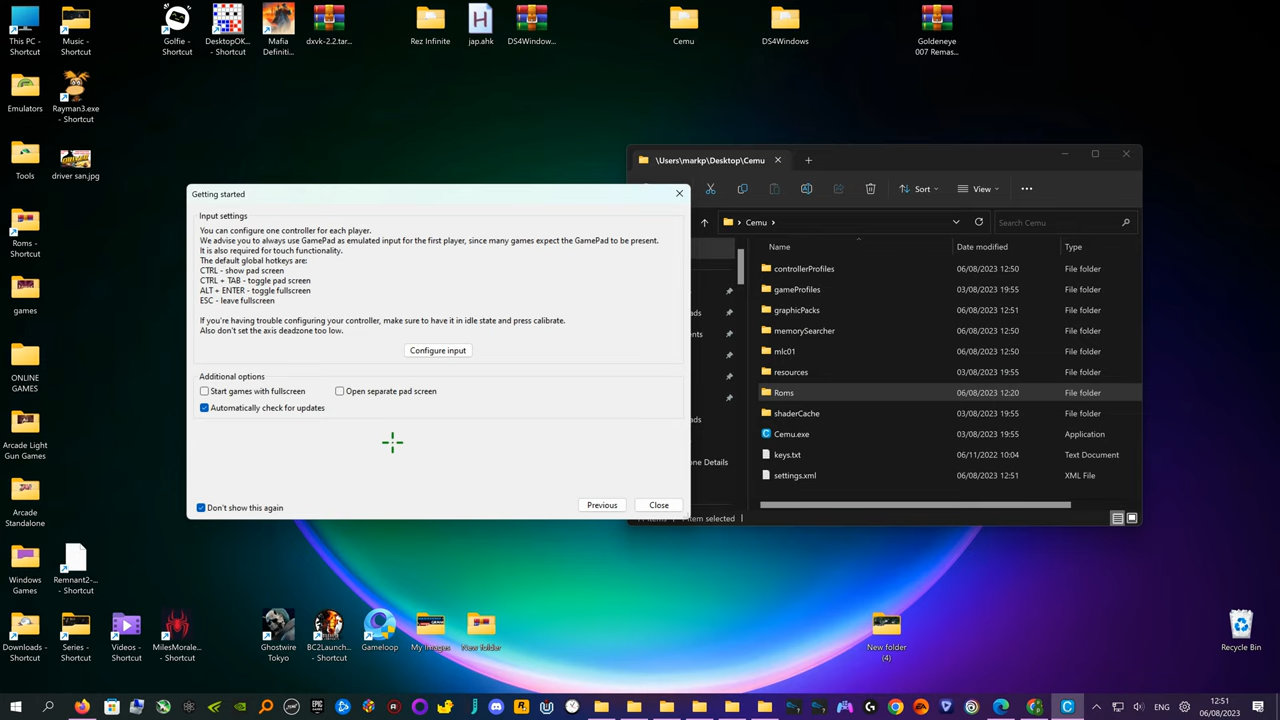 This PC -
Shortcut
Music -
Shortcut
Golfie -
Shortcut
DesktopOK
- Shortcut
Mafia
Definiti...
dxvk-2.2.tar...
Rez Infinite
jap.ahk
DS4Window...
Cemu
DS4Windows
Goldeneye
007 Remas...
Emulators
Rayman3.exe
- Shortcut
Tools
driver san.jpg
Roms -
Shortcut
games
ONLINE
GAMES
Arcade Light
Gun Games
Arcade
Standalone
Windows
Games
Remnant2-...
- Shortcut
Downloads -
Shortcut
Series -
Shortcut
Videos -
Shortcut
MilesMorale...
- Shortcut
Ghostwire
Tokyo
BC2Launch...
- Shortcut
Gameloop
My Images
New folder
New folder
(4)
Recycle Bin
Getting started
Input settings
You can configure one controller for each player.
We advise you to always use GamePad as emulated input for the first player, since many games expect the GamePad to be present.
It is also required for touch functionality.
The default global hotkeys are:
CTRL - show pad screen
CTRL + TAB - toggle pad screen
ALT + ENTER - toggle fullscreen
ESC - leave fullscreen
If you're having trouble configuring your controller, make sure to have it in idle state and press calibrate.
Also don't set the axis deadzone too low.
Configure input
Additional options
Start games with fullscreen
Open separate pad screen
Automatically check for updates
Don't show this again
Previous
Close
\Users\markp\Desktop\Cemu
Sort
View
Cemu
Search Cemu
Name
Date modified
Type
controllerProfiles 06/08/2023 12:50 File folder
gameProfiles 03/08/2023 19:55 File folder
graphicPacks 06/08/2023 12:51 File folder
memorySearcher 06/08/2023 12:50 File folder
mlc01 06/08/2023 12:50 File folder
resources 03/08/2023 19:55 File folder
Roms 06/08/2023 12:20 File folder
shaderCache 03/08/2023 19:55 File folder
Cemu.exe 03/08/2023 19:55 Application
keys.txt 06/11/2022 10:04 Text Document
settings.xml 06/08/2023 12:51 XML File
ENG
12:51
06/08/2023